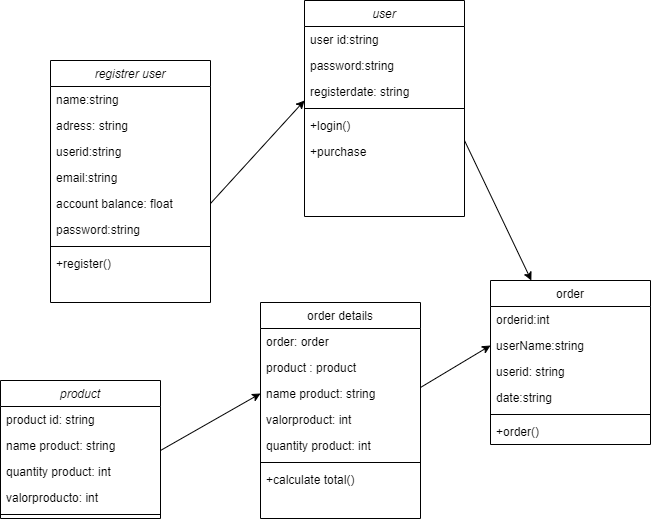 user
user id:string
password:string
registerdate: string
+login()
+purchase
registrer user
name:string
adress: string
userid:string
email:string
account balance: float
password:string
+register()
order
orderid:int
userName:string
userid: string
date:string
+order()
order details
order: order
product : product
name product: string
valorproduct: int
quantity product: int
+calculate total()
product
product id: string
name product: string
quantity product: int
valorproducto: int